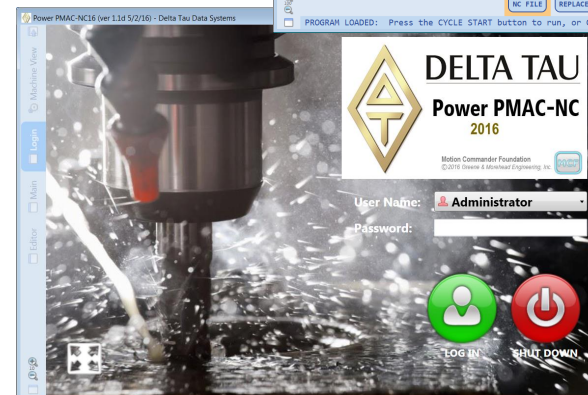 NC FILE
REPLACE
PROGRAM LOADED: Press the CYCLE START button to run, or
Power PMAC-NC16 (ver 1.1d 5/2/16) - Delta Tau Data Systems
Machine View
Login
Main
Editor
DELTA TAU
Power PMAC-NC
2016
Motion Commander Foundation
©2016 Greene & Morehead Engineering, Inc.
User Name:
Administrator
Password:
LOG IN
SHUT DOWN